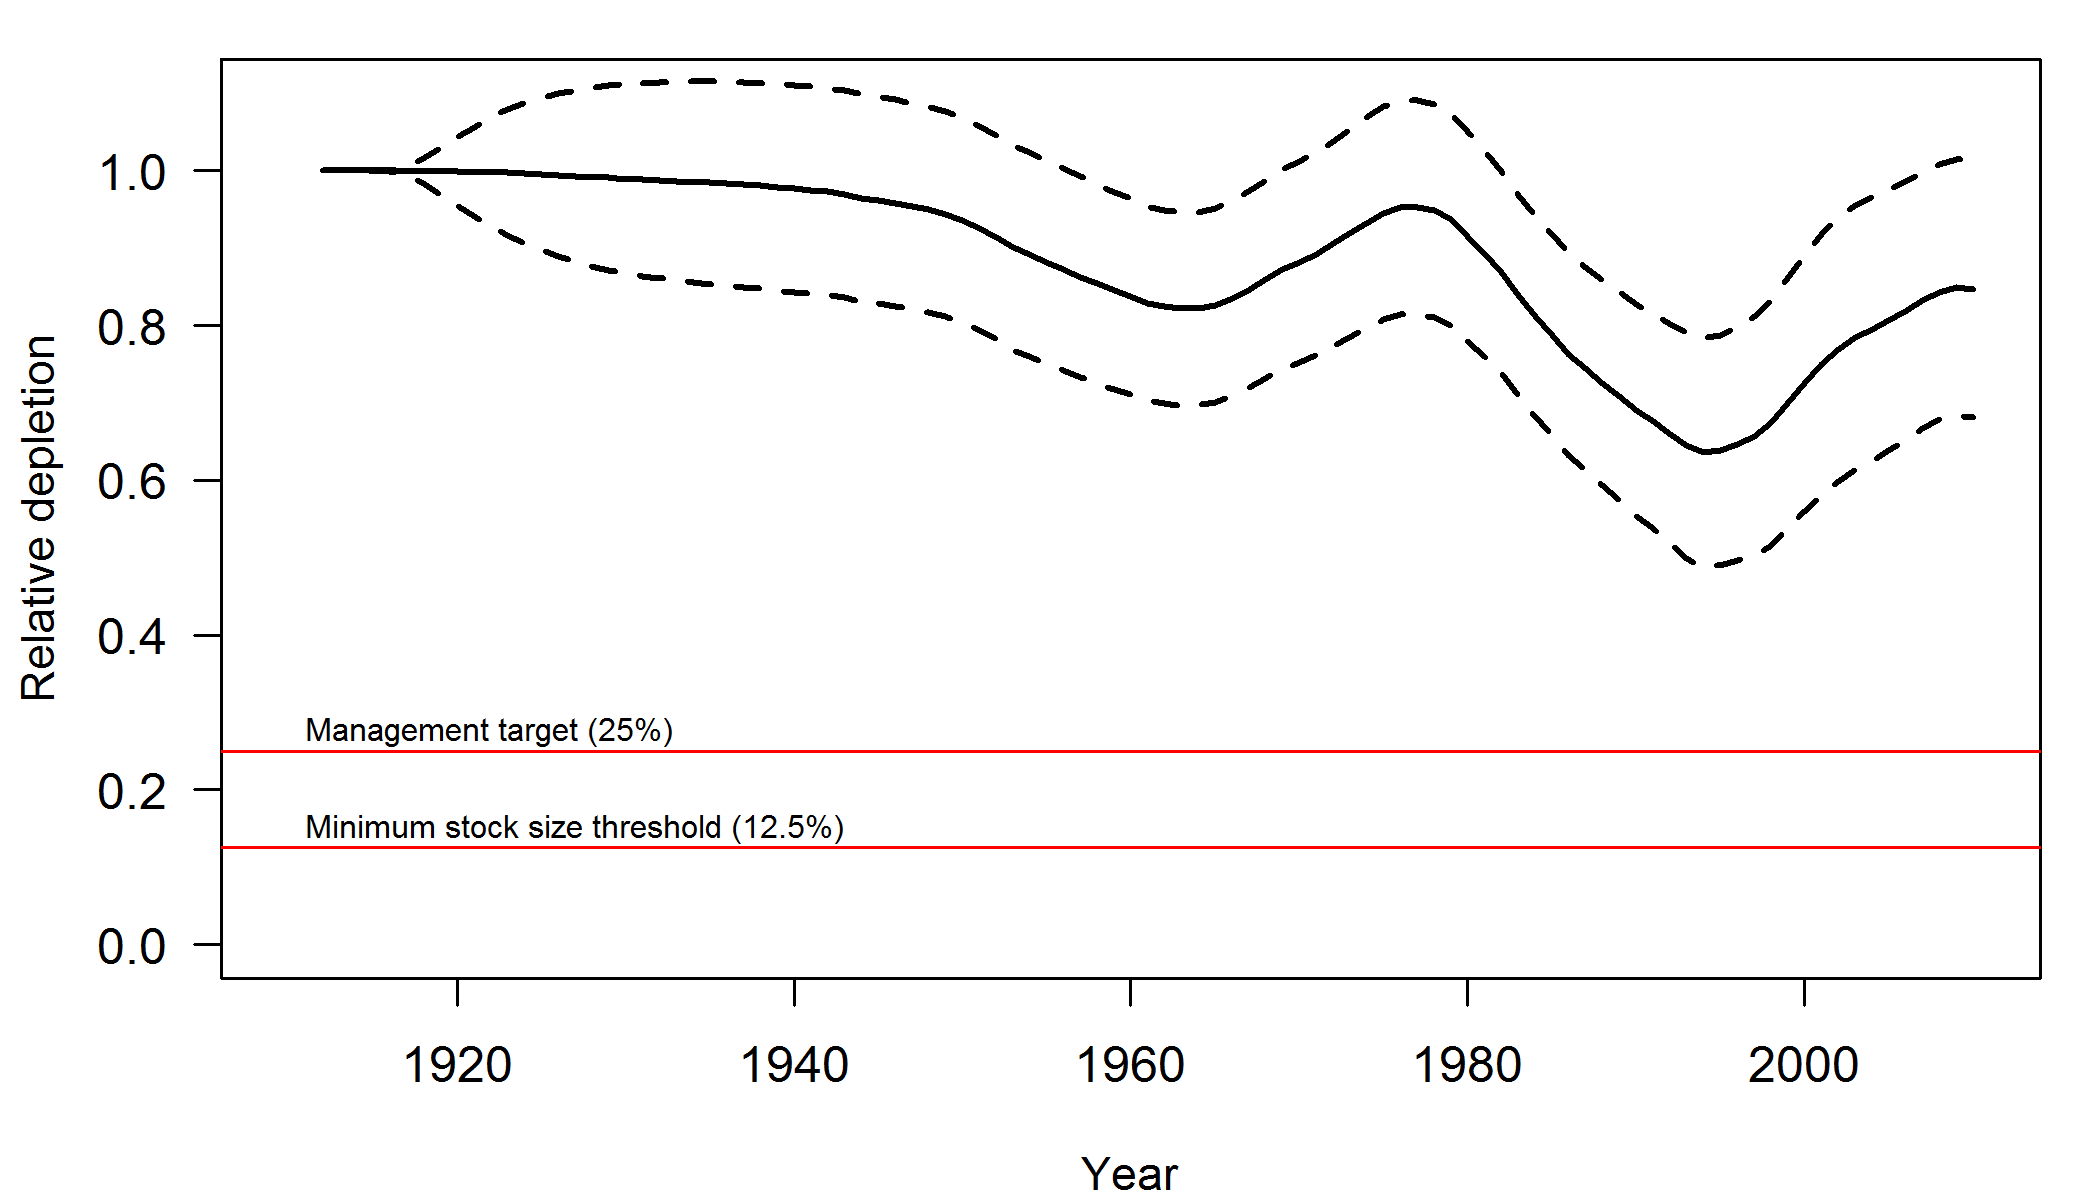 Relative depletion
1.0
0.8
0.6
0.4
0.2
0.0
Management target (25%)
Minimum stock size threshold (12.5%)
1920 1940 1960 1980 2000
Year